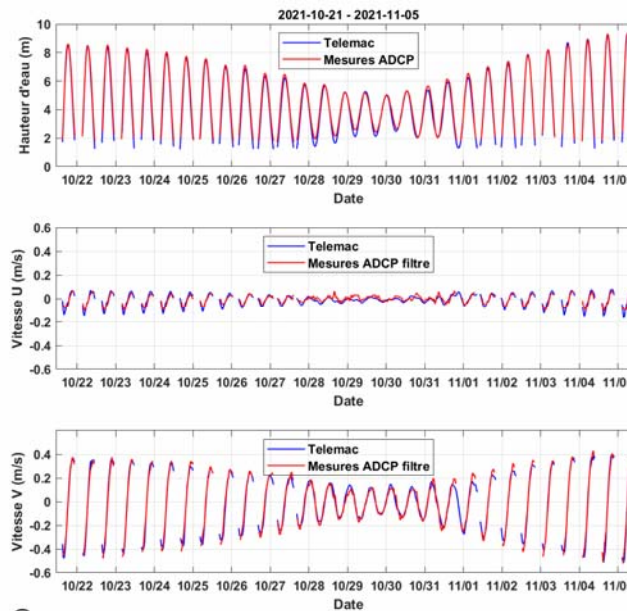 2021-10-21 - 2021-11-05
10
8
6
4
2
0
Hauteur d'eau (m)
Telemac
Mesures ADCP
10/22 10/23 10/24 10/25 10/26 10/27 10/28 10/29 10/30 10/31 11/01 11/02 11/03 11/04 11/0
Date
0.6
0.4
0.2
0
-0.2
-0.4
-0.6
Vitesse U (m/s)
Telemac
Mesures ADCP filtre
10/22 10/23 10/24 10/25 10/26 10/27 10/28 10/29 10/30 10/31 11/01 11/02 11/03 11/04 11/0
Date
0.4
0.2
0
-0.2
-0.4
-0.6
Vitesse V (m/s)
Telemac
Mesures ADCP filtre
10/22 10/23 10/24 10/25 10/26 10/27 10/28 10/29 10/30 10/31 11/01 11/02 11/03 11/04 11/0
Date